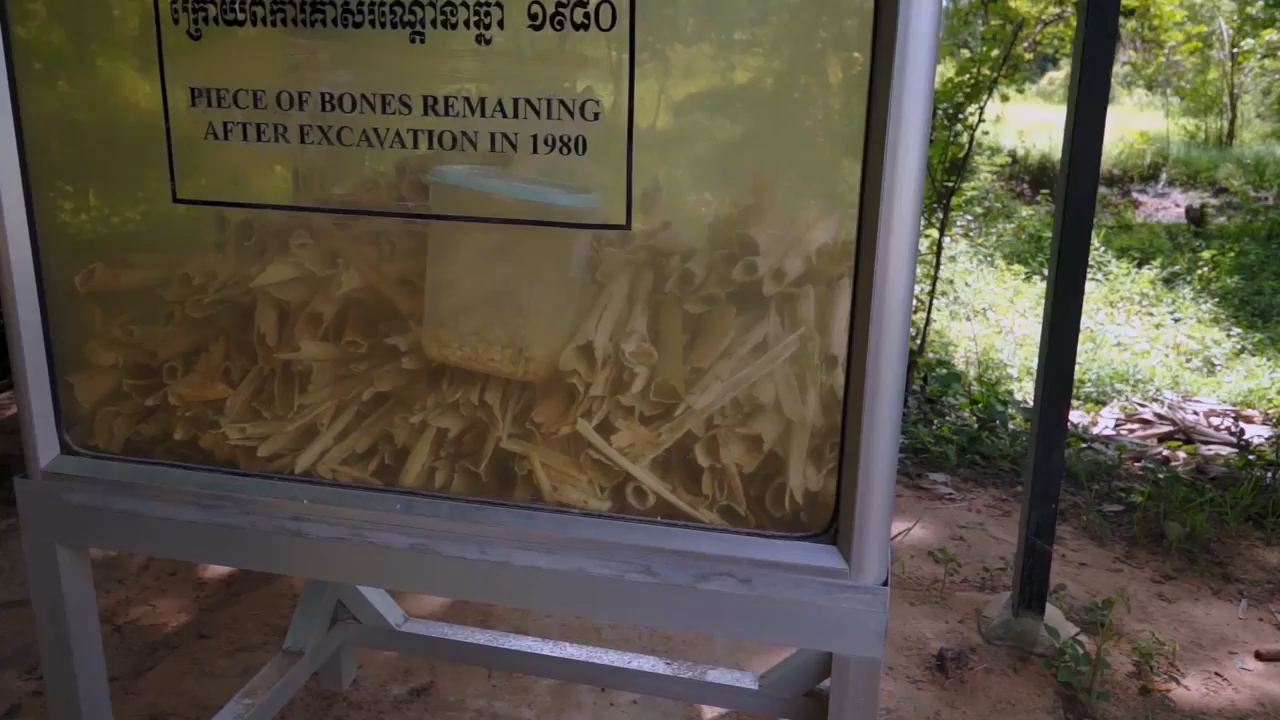 ក្រោយពីការគាស់រណ្តៅនាឆ្នាំ ១៩៨០
PIECE OF BONES REMAINING
AFTER EXCAVATION IN 1980